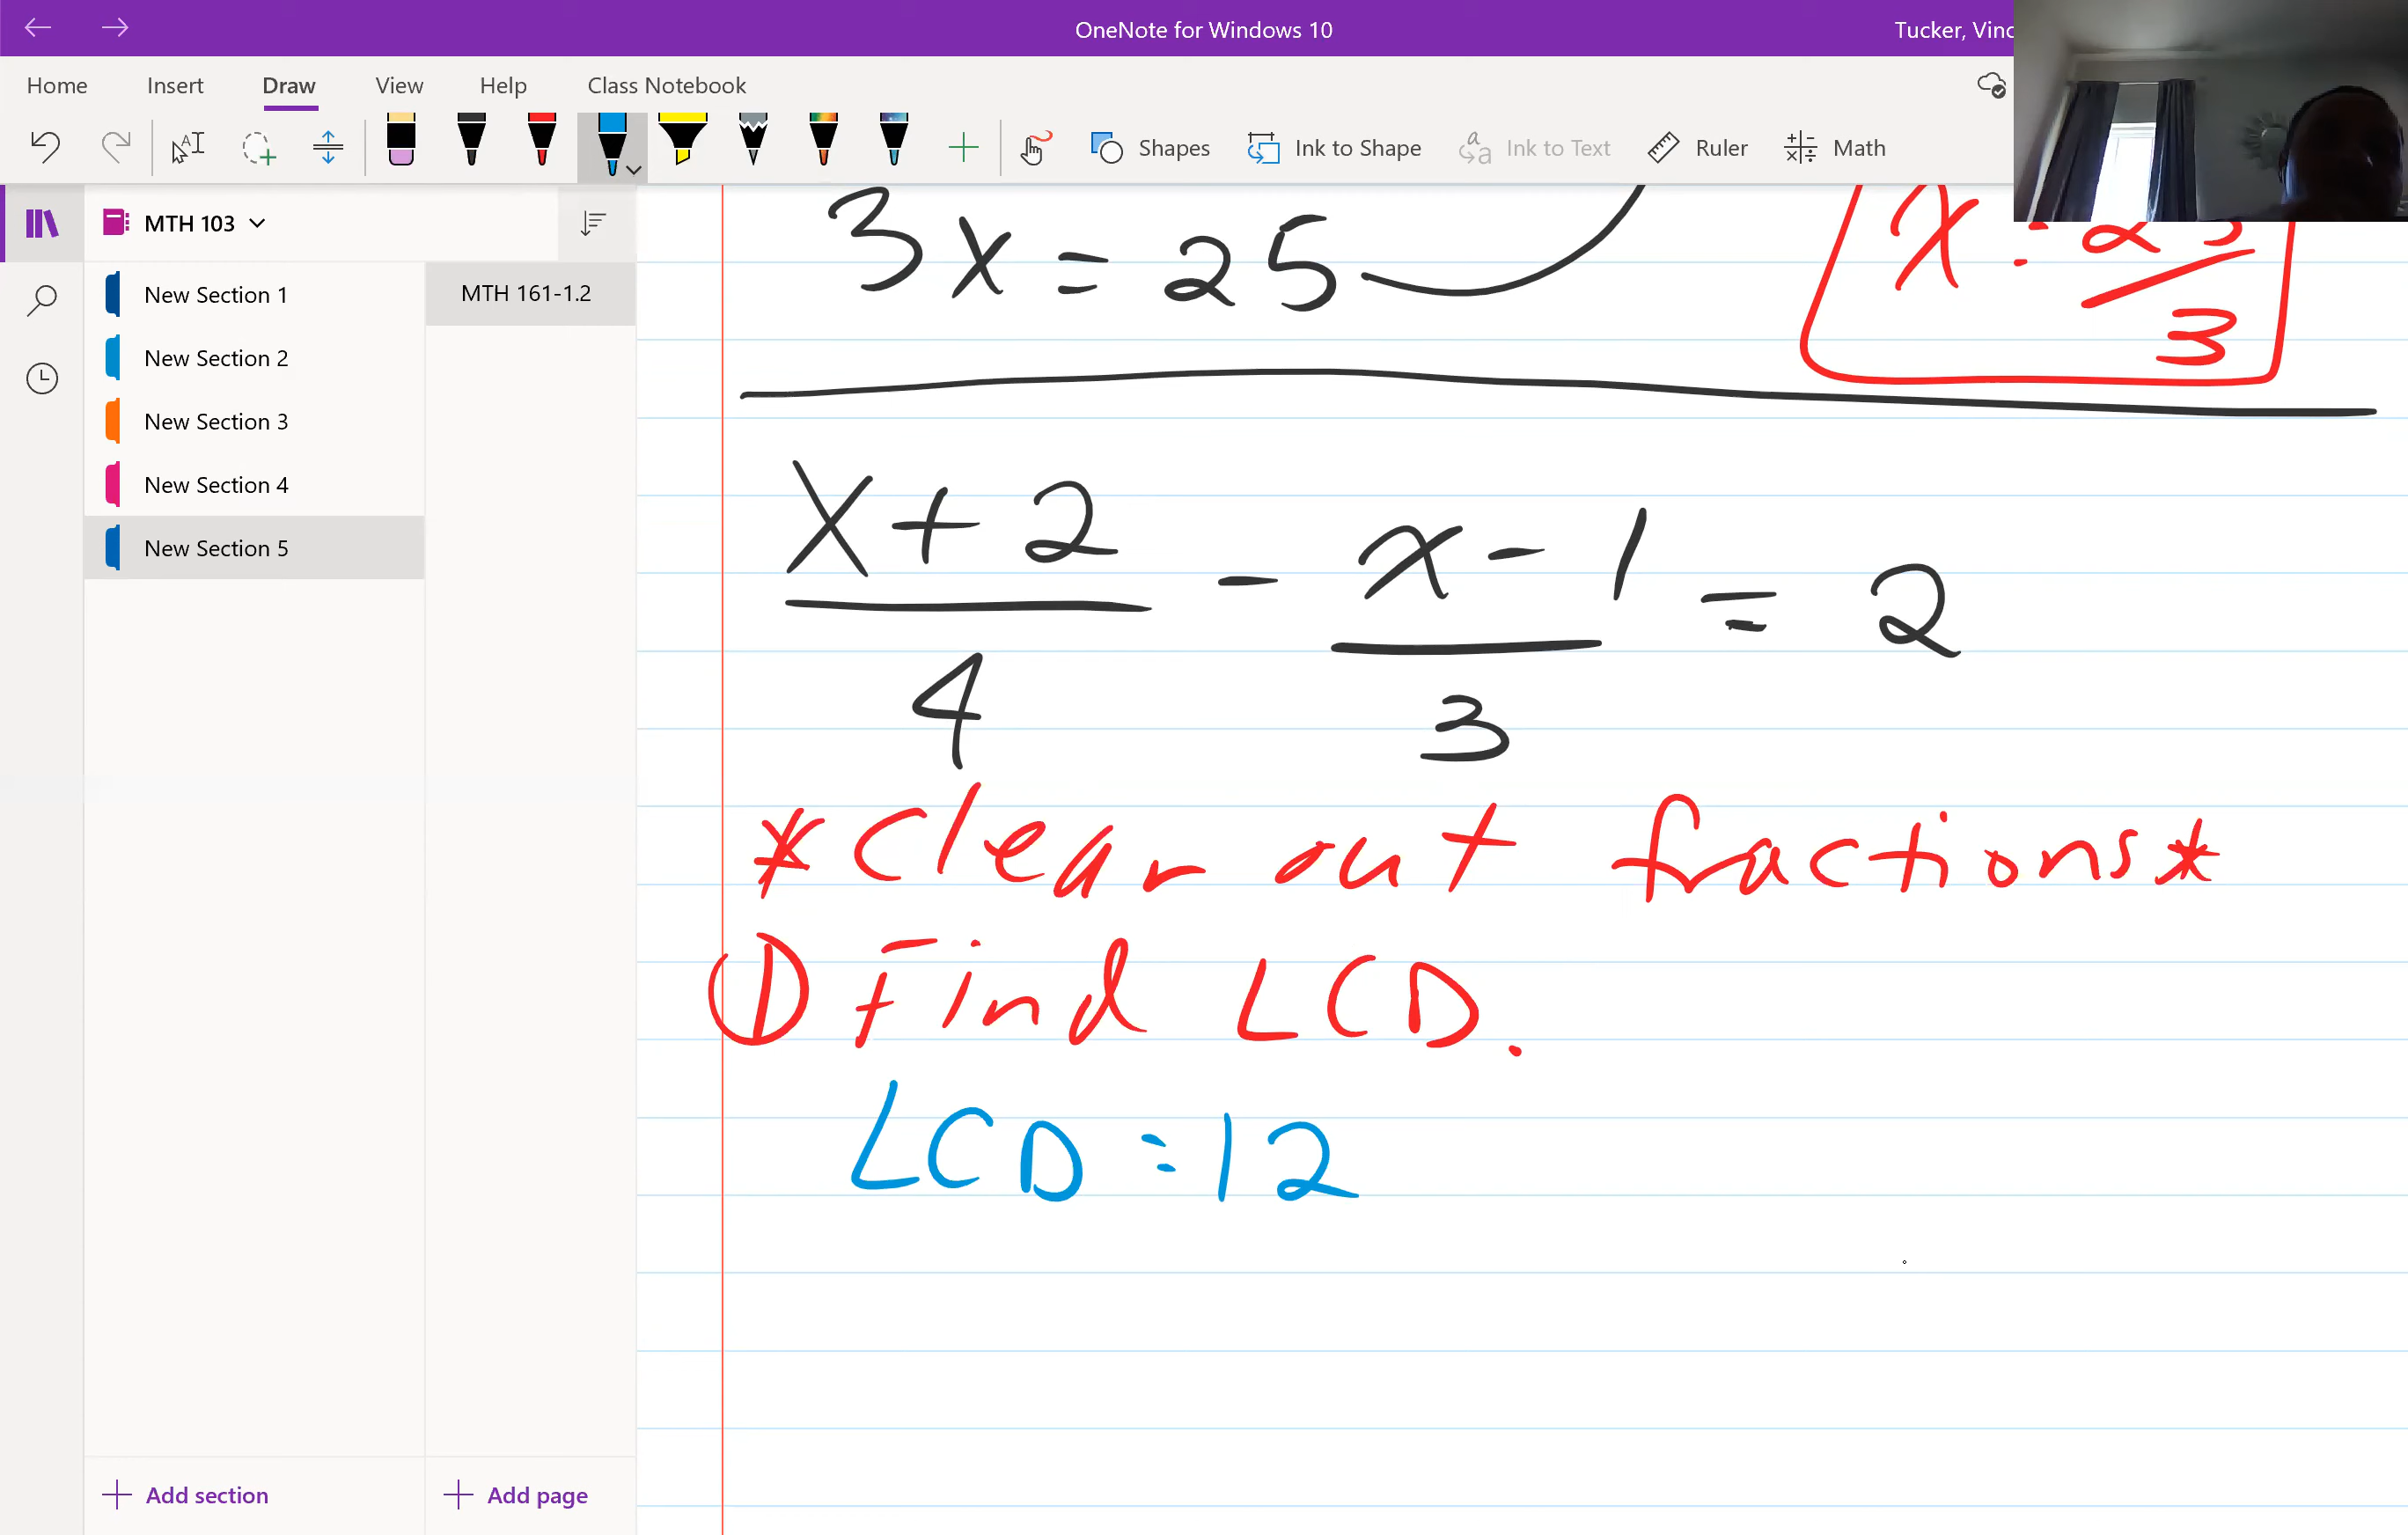 OneNote for Windows 10
Tucker, Vinc
Home Insert Draw View Help Class Notebook
Shapes Ink to Shape Ink to Text Ruler Math
MTH 103
New Section 1
New Section 2
New Section 3
New Section 4
New Section 5
MTH 161-1.2
3x = 25
x = 25
3
x + 2 - x - 1 = 2
4 3
*Clear out fractions*
① Find LCD.
LCD = 12
Add section Add page